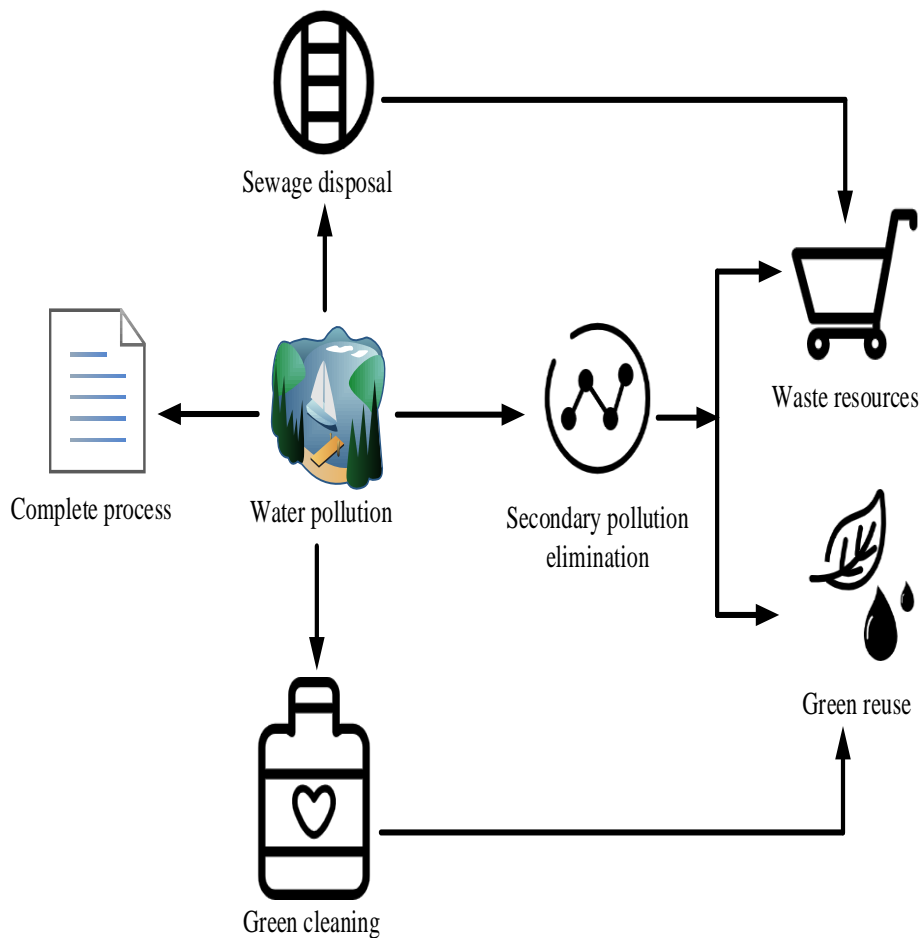 Sewage disposal
Waste resources
Complete process
Water pollution
Secondary pollution
elimination
Green reuse
Green cleaning